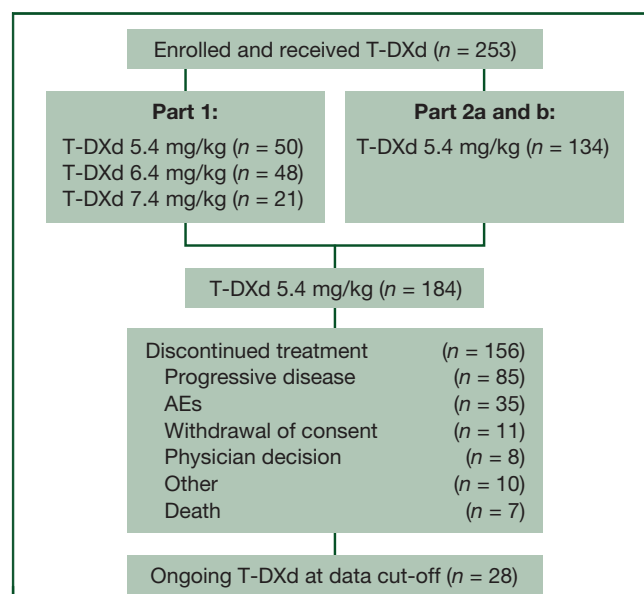 Enrolled and received T-DXd (n = 253)
Part 1:
T-DXd 5.4 mg/kg (n = 50)
T-DXd 6.4 mg/kg (n = 48)
T-DXd 7.4 mg/kg (n = 21)
Part 2a and b:
T-DXd 5.4 mg/kg (n = 134)
T-DXd 5.4 mg/kg (n = 184)
Discontinued treatment (n = 156)
Progressive disease (n = 85)
AEs (n = 35)
Withdrawal of consent (n = 11)
Physician decision (n = 8)
Other (n = 10)
Death (n = 7)
Ongoing T-DXd at data cut-off (n = 28)